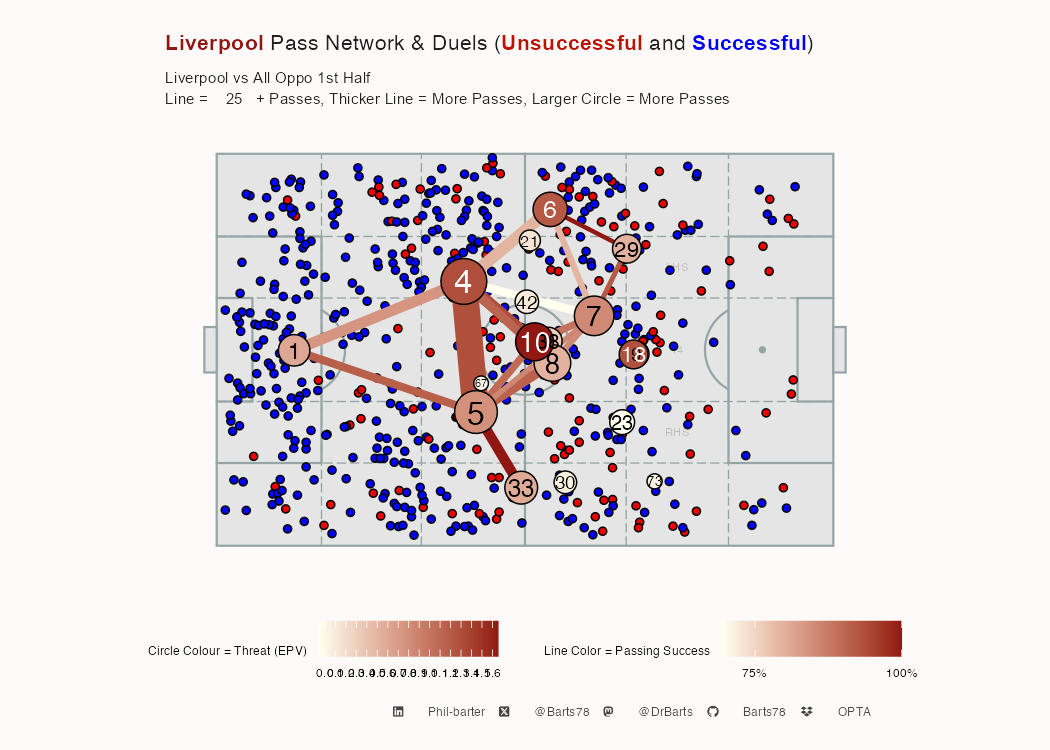 Liverpool Pass Network & Duels (Unsuccessful and Successful)
Liverpool vs All Oppo 1st Half
Line = 25 + Passes, Thicker Line = More Passes, Larger Circle = More Passes
6
21
29
LHS
4
42
7
10
1
8
18
67
5
23
RHS
33
30
73
Circle Colour = Threat (EPV)
Line Color = Passing Success
75%
100%
Phil-barter
@Barts78
@DrBarts
Barts78
OPTA